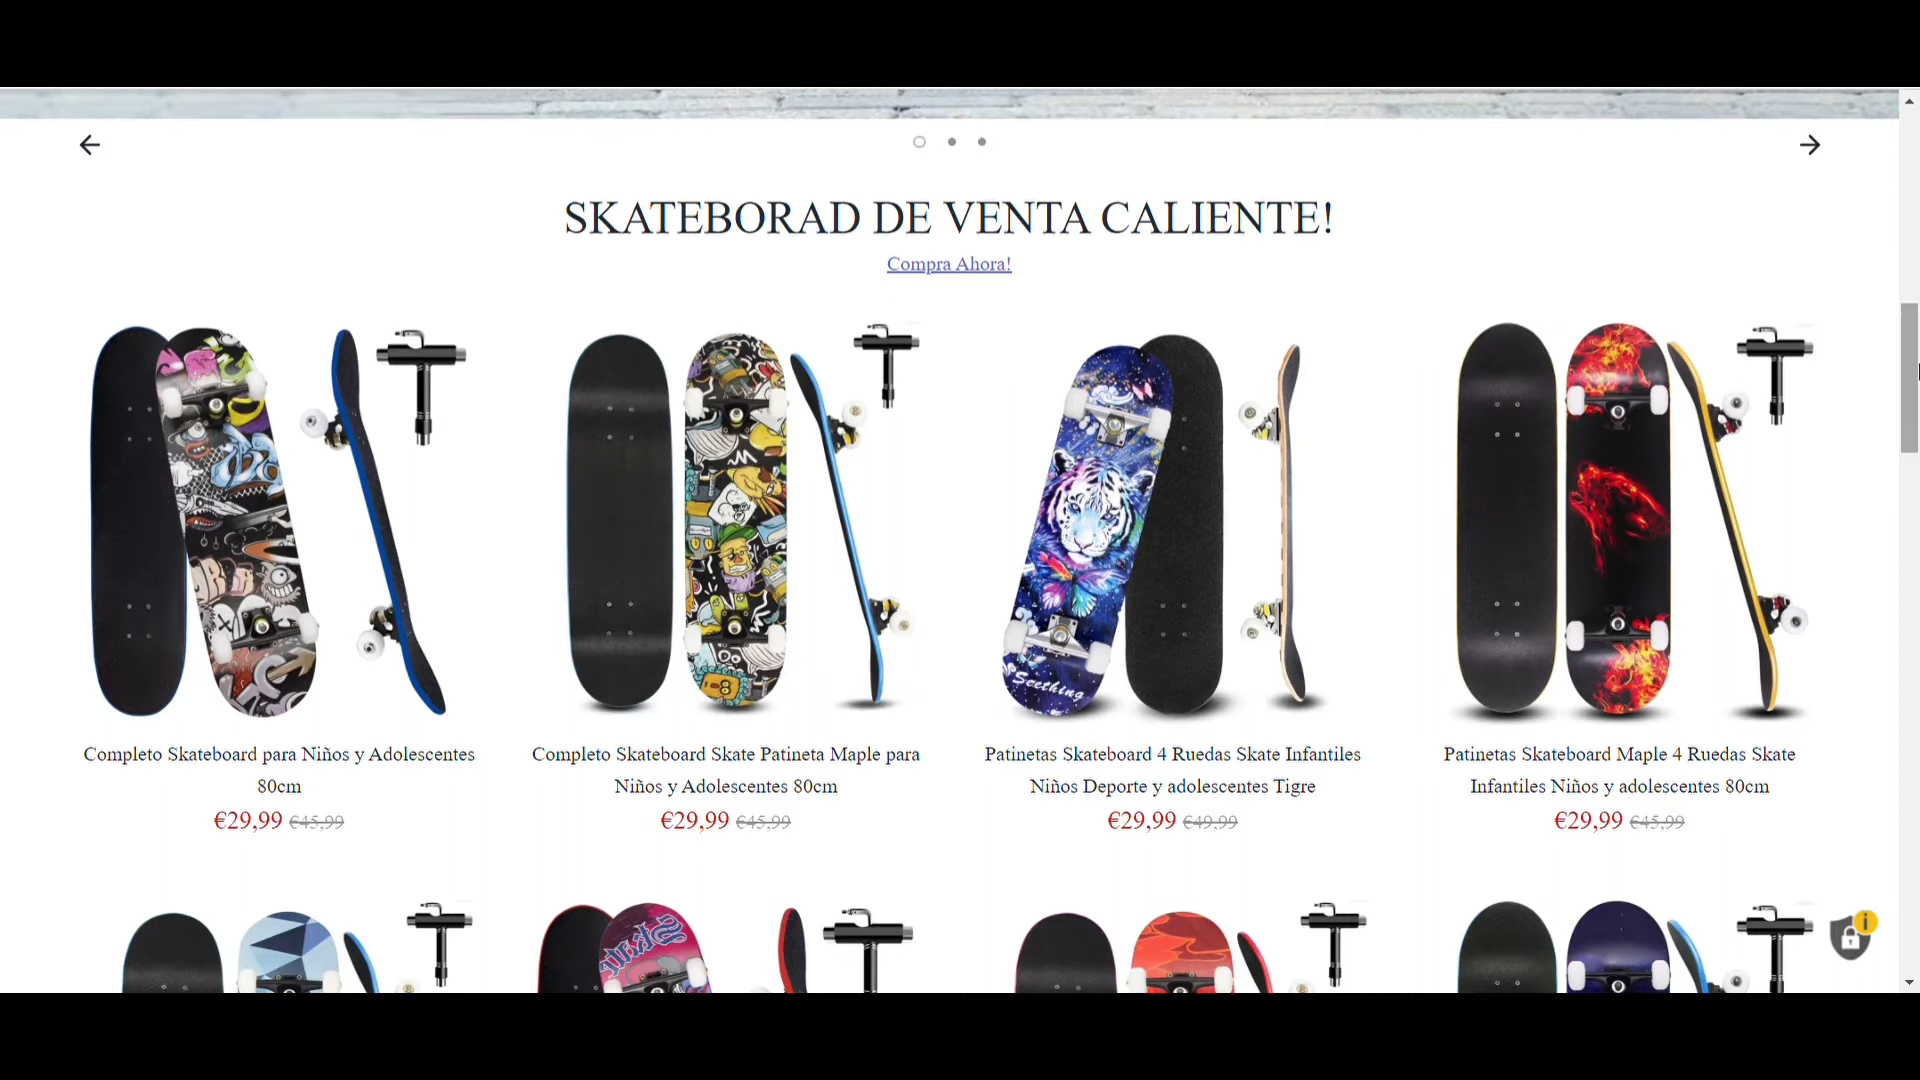 SKATEBORAD DE VENTA CALIENTE!
Compra Ahora!
Seething
Completo Skateboard para Niños y Adolescentes
80cm
€29,99 €45,99
Completo Skateboard Skate Patineta Maple para
Niños y Adolescentes 80cm
€29,99 €45,99
Patinetas Skateboard 4 Ruedas Skate Infantiles
Niños Deporte y adolescentes Tigre
€29,99 €49,99
Patinetas Skateboard Maple 4 Ruedas Skate
Infantiles Niños y adolescentes 80cm
€29,99 €45,99
i